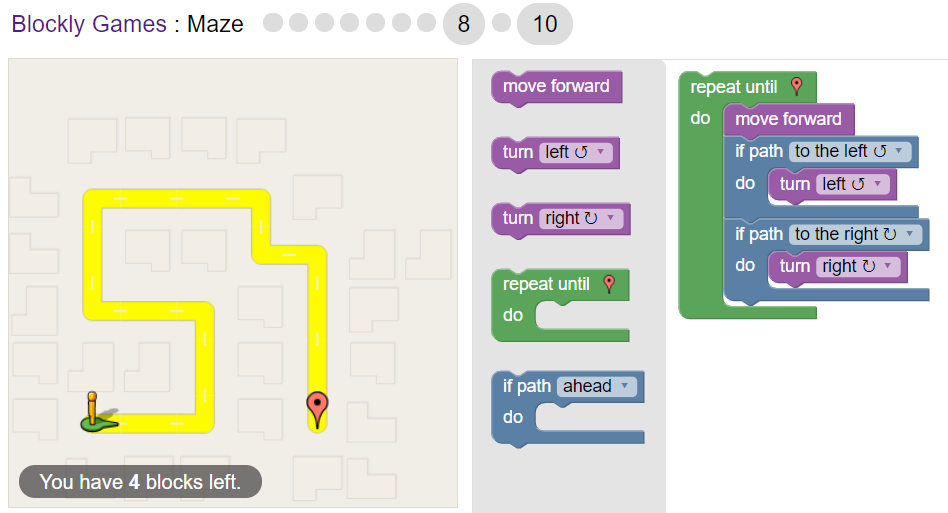 Blockly Games : Maze 8 10
You have 4 blocks left.
move forward
turn left ↺ ▼
turn right ↻ ▼
repeat until
do
if path ahead ▼
do
repeat until
do move forward
if path to the left ↺ ▼
do turn left ↺ ▼
if path to the right ↻ ▼
do turn right ↻ ▼